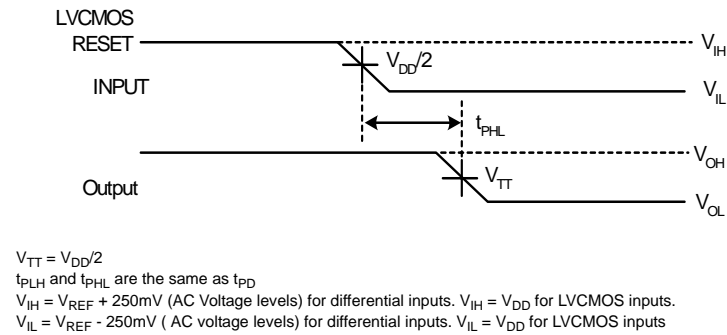 LVCMOS
RESET
V_IH
V_DD/2
INPUT
V_IL
t_PHL
V_OH
Output
V_TT
V_OL
V_TT = V_DD/2
t_PLH and t_PHL are the same as t_PD
V_IH = V_REF + 250mV (AC Voltage levels) for differential inputs. V_IH = V_DD for LVCMOS inputs.
V_IL = V_REF - 250mV ( AC voltage levels) for differential inputs. V_IL = V_DD for LVCMOS inputs